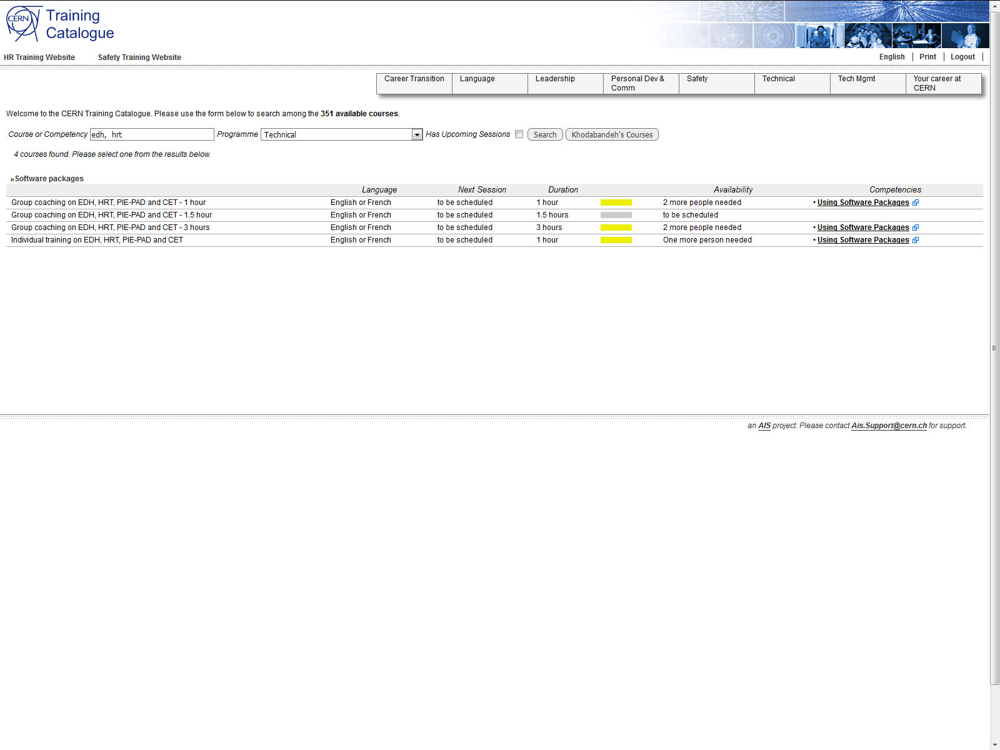 CERN Training
Catalogue
HR Training Website Safety Training Website English Print Logout
Career Transition Language Leadership Personal Dev & Comm Safety Technical Tech Mgmt Your career at CERN
Welcome to the CERN Training Catalogue. Please use the form below to search among the 351 available courses.
Course or Competency edh, hrt Programme Technical Has Upcoming Sessions Search Khodabandeh's Courses
4 courses found. Please select one from the results below.
»Software packages
Language Next Session Duration Availability Competencies
Group coaching on EDH, HRT, PIE-PAD and CET - 1 hour English or French to be scheduled 1 hour 2 more people needed • Using Software Packages
Group coaching on EDH, HRT, PIE-PAD and CET - 1.5 hour English or French to be scheduled 1.5 hours to be scheduled
Group coaching on EDH, HRT, PIE-PAD and CET - 3 hours English or French to be scheduled 3 hours 2 more people needed • Using Software Packages
Individual training on EDH, HRT, PIE-PAD and CET English or French to be scheduled 1 hour One more person needed • Using Software Packages
an AIS project. Please contact Ais.Support@cern.ch for support.